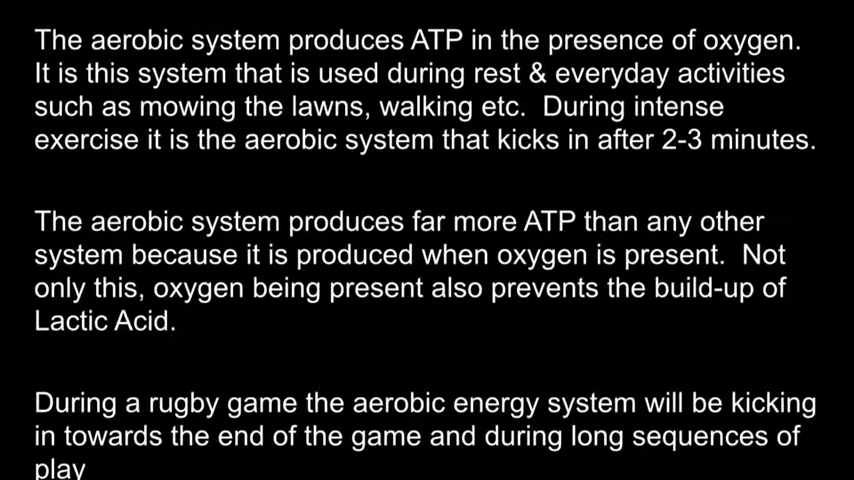 The aerobic system produces ATP in the presence of oxygen.
It is this system that is used during rest & everyday activities
such as mowing the lawns, walking etc.  During intense
exercise it is the aerobic system that kicks in after 2-3 minutes.
The aerobic system produces far more ATP than any other
system because it is produced when oxygen is present.  Not
only this, oxygen being present also prevents the build-up of
Lactic Acid.
During a rugby game the aerobic energy system will be kicking
in towards the end of the game and during long sequences of
play